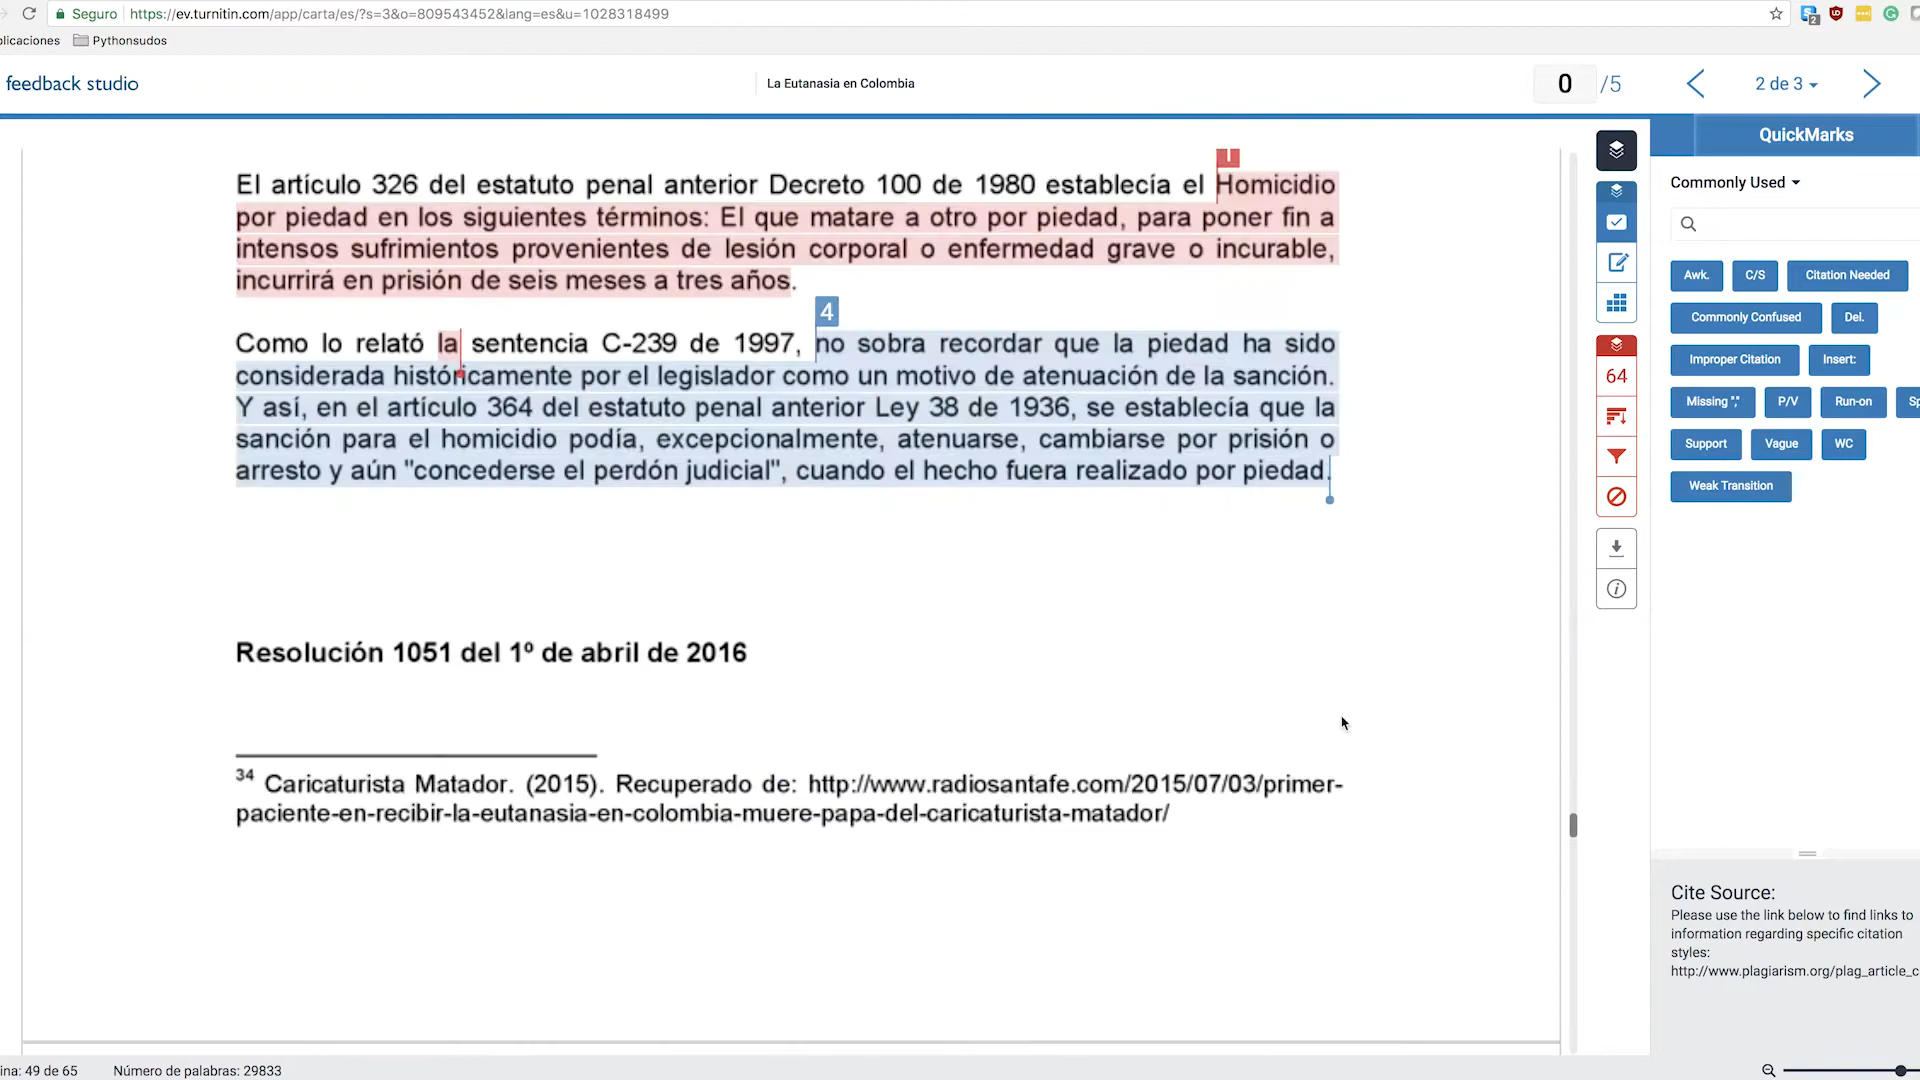 Seguro https://ev.turnitin.com/app/carta/es/?s=3&o=809543452&lang=es&u=1028318499
2
plicaciones Pythonsudos
feedback studio La Eutanasia en Colombia 0 /5 2 de 3
QuickMarks
Commonly Used
El artículo 326 del estatuto penal anterior Decreto 100 de 1980 establecía el Homicidio
por piedad en los siguientes términos: El que matare a otro por piedad, para poner fin a
intensos sufrimientos provenientes de lesión corporal o enfermedad grave o incurable,
incurrirá en prisión de seis meses a tres años.
4
Como lo relató la sentencia C-239 de 1997, no sobra recordar que la piedad ha sido
considerada históricamente por el legislador como un motivo de atenuación de la sanción.
Y así, en el artículo 364 del estatuto penal anterior Ley 38 de 1936, se establecía que la
sanción para el homicidio podía, excepcionalmente, atenuarse, cambiarse por prisión o
arresto y aún "concederse el perdón judicial", cuando el hecho fuera realizado por piedad.
Resolución 1051 del 1º de abril de 2016
34 Caricaturista Matador. (2015). Recuperado de: http://www.radiosantafe.com/2015/07/03/primer-
paciente-en-recibir-la-eutanasia-en-colombia-muere-papa-del-caricaturista-matador/
64
Awk. C/S Citation Needed
Commonly Confused Del.
Improper Citation Insert:
Missing "," P/V Run-on Sp
Support Vague WC
Weak Transition
Cite Source:
Please use the link below to find links to
information regarding specific citation
styles:
http://www.plagiarism.org/plag_article_c
ina: 49 de 65 Número de palabras: 29833